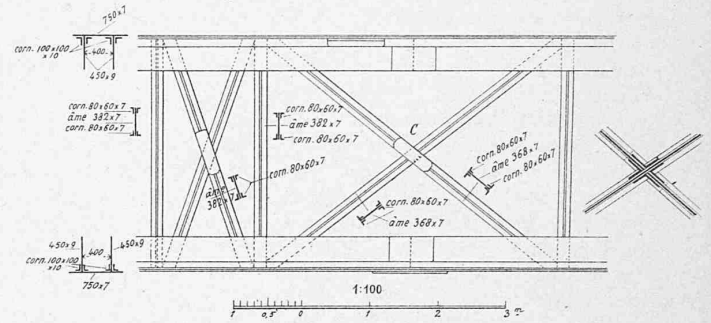 750×7
corn. 100×100
×10
400
450×9
corn. 80×60×7
âme 382×7
corn. 80×60×7
corn. 80×60×7
âme 382×7
corn. 80×60×7
C
corn. 80×60×7
âme 368×7
corn. 80×60×7
corn. 80×60×7
âme
382×7
corn. 80×60×7
âme 368×7
450×9
450×9
400
corn. 100×100
×10
750×7
1:100
1 0,5 0 1 2 3 m